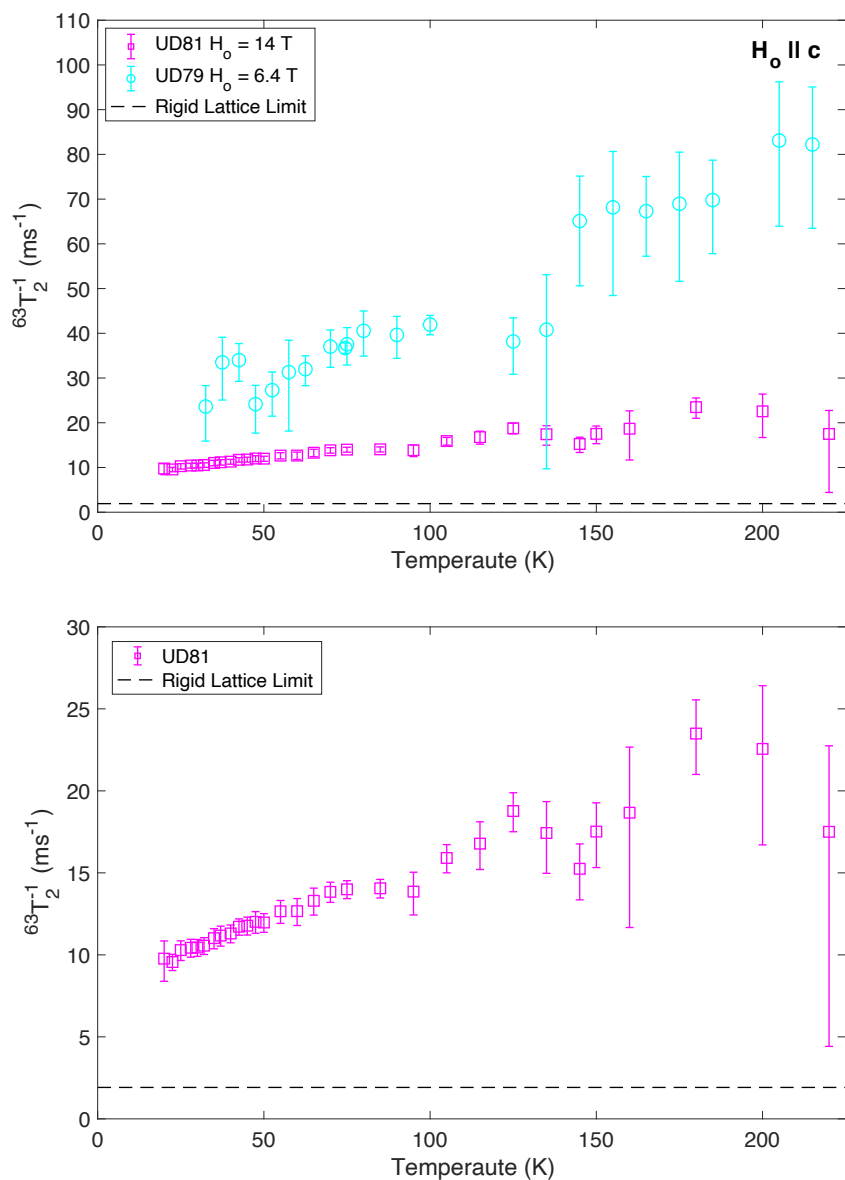 110
100
90
80
70
60
50
40
30
20
10
0
⁶³T₂⁻¹ (ms⁻¹)
UD81 Hₒ = 14 T
UD79 Hₒ = 6.4 T
Rigid Lattice Limit
Hₒ || c
0 50 100 150 200
Temperaute (K)
30
25
20
15
10
5
0
⁶³T₂⁻¹ (ms⁻¹)
UD81
Rigid Lattice Limit
0 50 100 150 200
Temperaute (K)